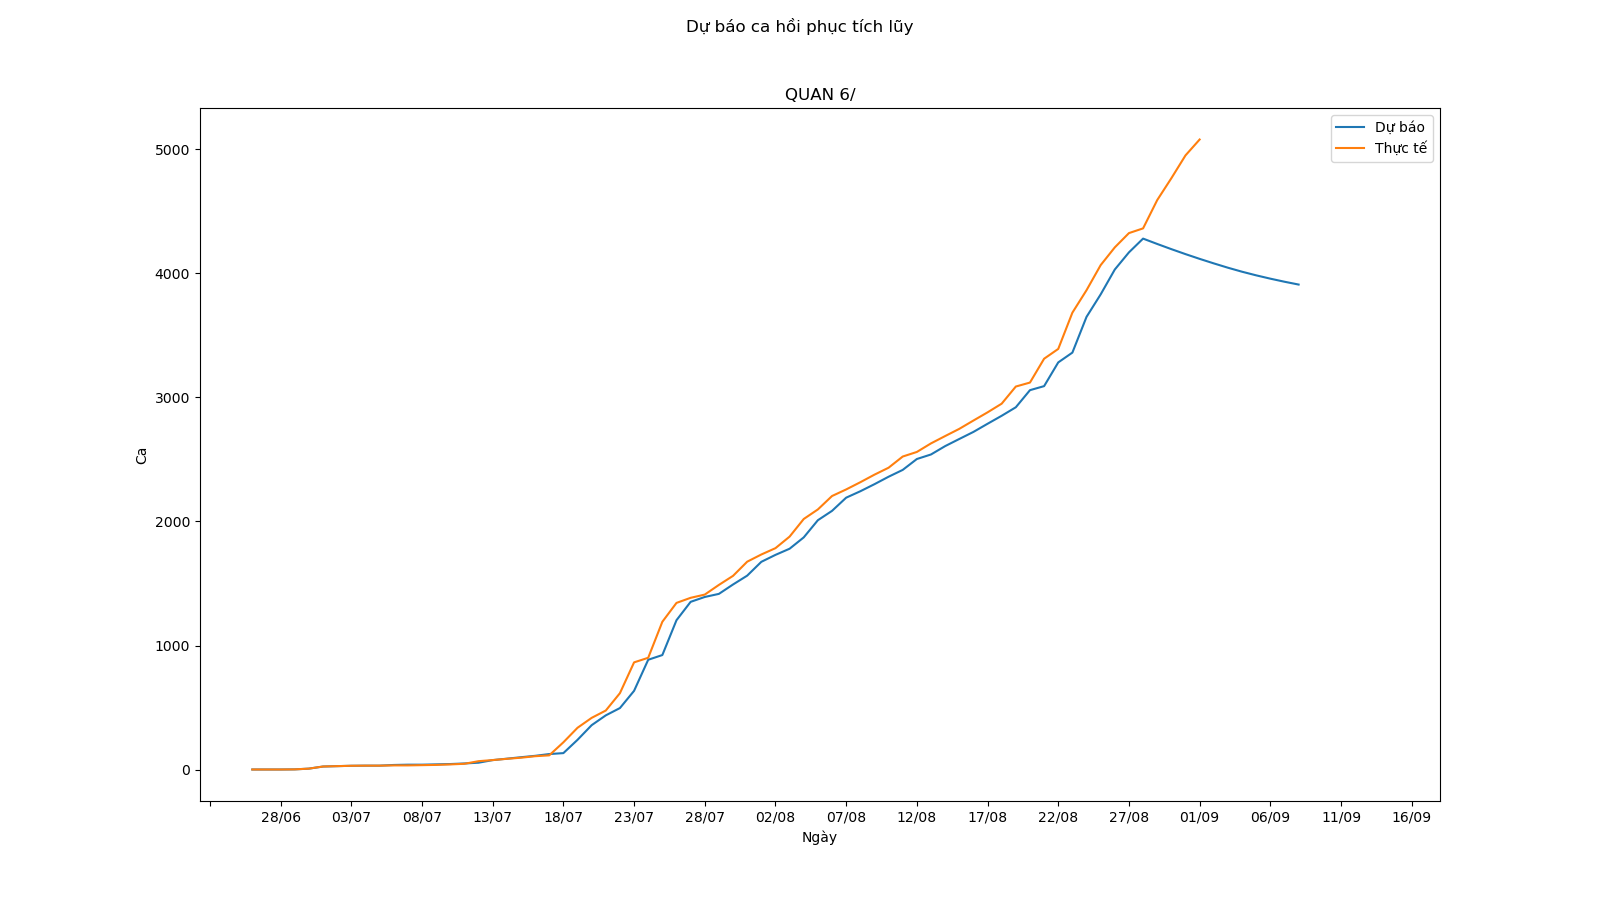 Dự báo ca hồi phục tích lũy
QUAN 6/
Dự báo
Thực tế
5000
4000
3000
2000
1000
0
Ca
28/06 03/07 08/07 13/07 18/07 23/07 28/07 02/08 07/08 12/08 17/08 22/08 27/08 01/09 06/09 11/09 16/09
Ngày